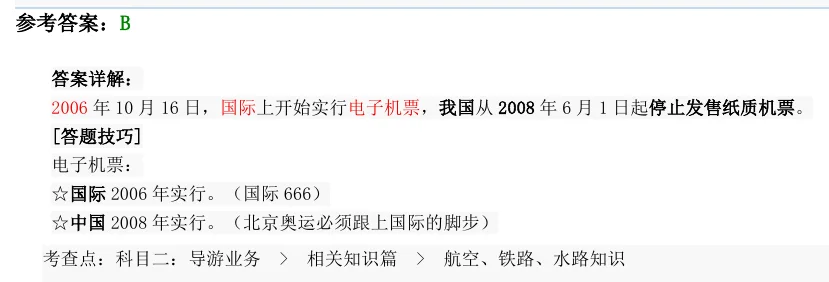 参考答案：B
答案详解：
2006 年 10 月 16 日，国际上开始实行电子机票，我国从 2008 年 6 月 1 日起停止发售纸质机票。
[答题技巧]
电子机票：
☆国际 2006 年实行。（国际 666）
☆中国 2008 年实行。（北京奥运必须跟上国际的脚步）
考查点：科目二：导游业务 > 相关知识篇 > 航空、铁路、水路知识